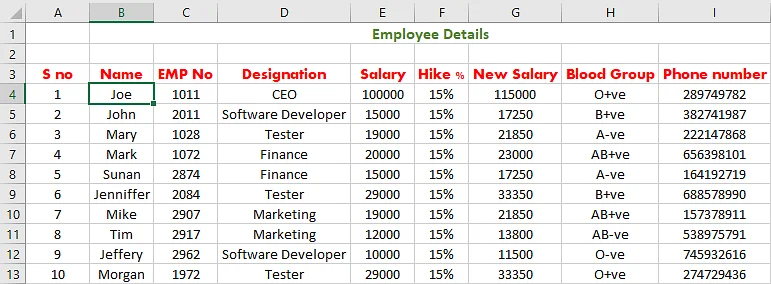 A B C D E F G H I
1 Employee Details
2
3 S no Name EMP No Designation Salary Hike % New Salary Blood Group Phone number
4 1 Joe 1011 CEO 100000 15% 115000 O+ve 289749782
5 2 John 2011 Software Developer 15000 15% 17250 B+ve 382741987
6 3 Mary 1028 Tester 19000 15% 21850 A-ve 222147868
7 4 Mark 1072 Finance 20000 15% 23000 AB+ve 656398101
8 5 Sunan 2874 Finance 15000 15% 17250 A-ve 164192719
9 6 Jenniffer 2084 Tester 29000 15% 33350 B+ve 688578990
10 7 Mike 2907 Marketing 19000 15% 21850 AB+ve 157378911
11 8 Tim 2917 Marketing 12000 15% 13800 AB-ve 538975791
12 9 Jeffery 2962 Software Developer 10000 15% 11500 O-ve 745932616
13 10 Morgan 1972 Tester 29000 15% 33350 O+ve 274729436